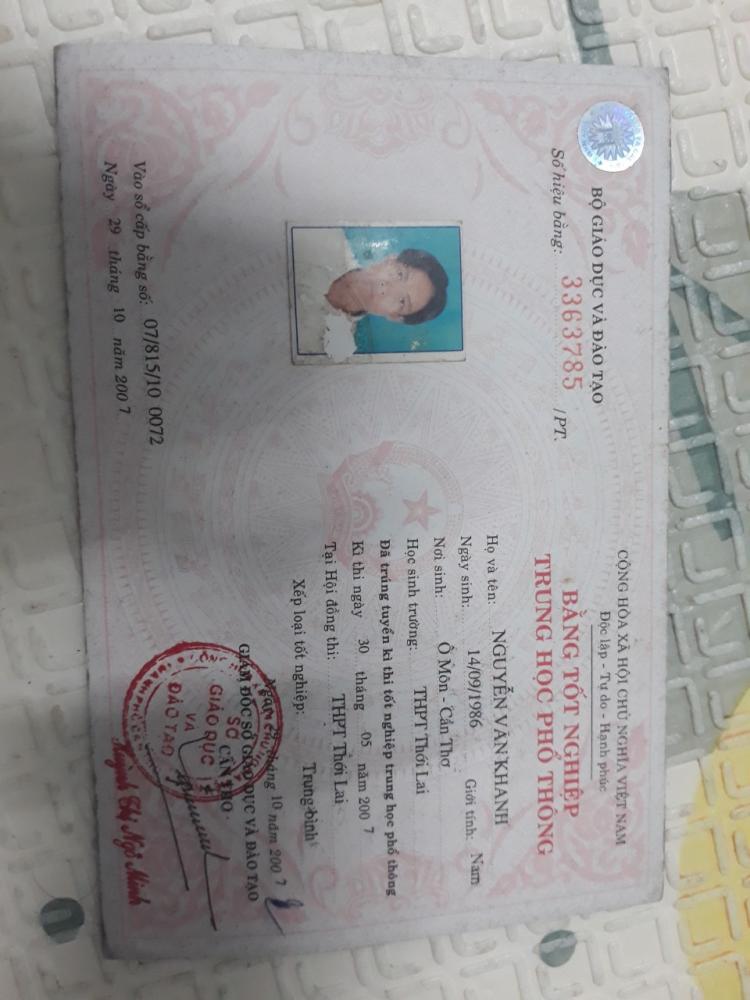 BỘ GIÁO DỤC VÀ ĐÀO TẠO
Số hiệu bằng: 3363785 /PT.
Vào sổ cấp bằng số: 07/815/10 0072
Ngày 29 tháng 10 năm 2007
CỘNG HÒA XÃ HỘI CHỦ NGHĨA VIỆT NAM
Độc lập - Tự do - Hạnh phúc
BẰNG TỐT NGHIỆP
TRUNG HỌC PHỔ THÔNG
Họ và tên: NGUYỄN VĂN KHANH
Ngày sinh: 14/09/1986 Giới tính: Nam
Nơi sinh: Ô Môn - Cần Thơ
Học sinh trường: THPT Thới Lai
Đã trúng tuyển kì thi tốt nghiệp trung học phổ thông
Kì thi ngày 30 tháng 05 năm 2007
Tại Hội đồng thi: THPT Thới Lai
Xếp loại tốt nghiệp: Trung bình
Ngày tháng 10 năm 2007
GIÁM ĐỐC SỞ GIÁO DỤC VÀ ĐÀO TẠO
CẦN THƠ
SỞ
GIÁO DỤC
VÀ
ĐÀO TẠO
Huỳnh Thị Ngô Minh